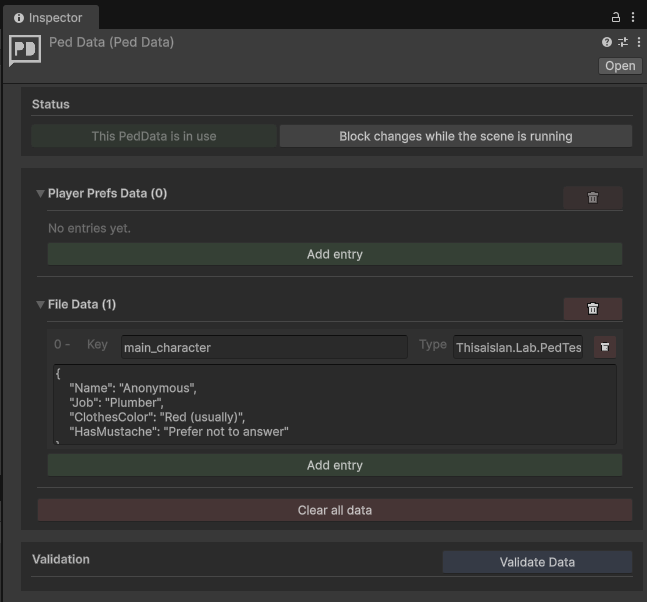 Inspector
PD
Ped Data (Ped Data)
Open
Status
This PedData is in use
Block changes while the scene is running
Player Prefs Data (0)
No entries yet.
Add entry
File Data (1)
0 - Key main_character Type Thisaislan.Lab.PedTes
{
"Name": "Anonymous",
"Job": "Plumber",
"ClothesColor": "Red (usually)",
"HasMustache": "Prefer not to answer"
}
Add entry
Clear all data
Validation
Validate Data